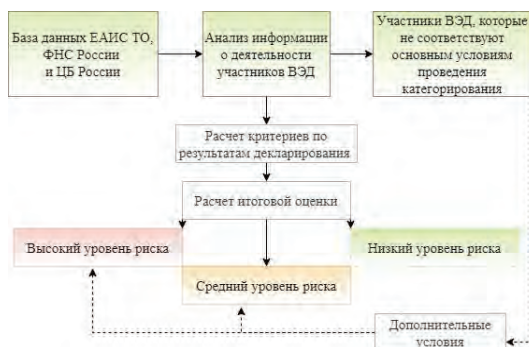 База данных ЕАИС ТО,
ФНС России
и ЦБ России
Анализ информации
о деятельности
участников ВЭД
Участники ВЭД, которые
не соответствуют
основным условиям
проведения
категорирования
Расчет критериев по
результатам декларирования
Расчет итоговой оценки
Высокий уровень риска
Низкий уровень риска
Средний уровень риска
Дополнительные
условия